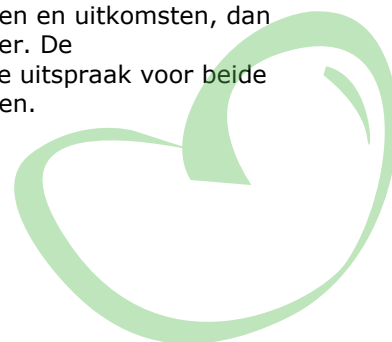 en en uitkomsten, dan
er. De
e uitspraak voor beide
en.